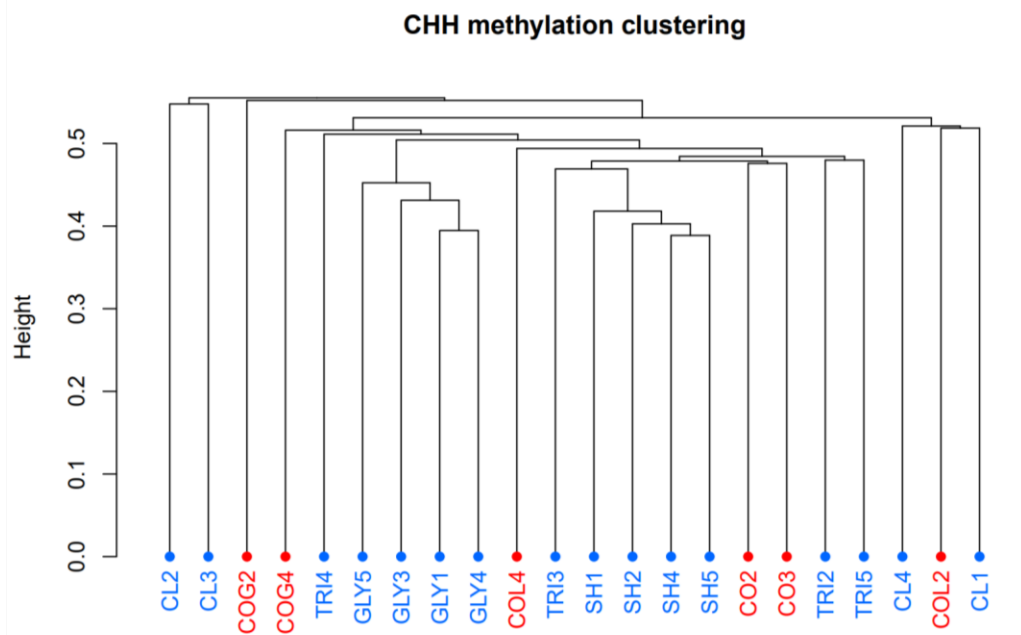 CHH methylation clustering
Height
0.5
0.4
0.3
0.2
0.1
0.0
CL2
CL3
COG2
COG4
TRI4
GLY5
GLY3
GLY1
GLY4
COL4
TRI3
SH1
SH2
SH4
SH5
CO2
CO3
TRI2
TRI5
CL4
COL2
CL1